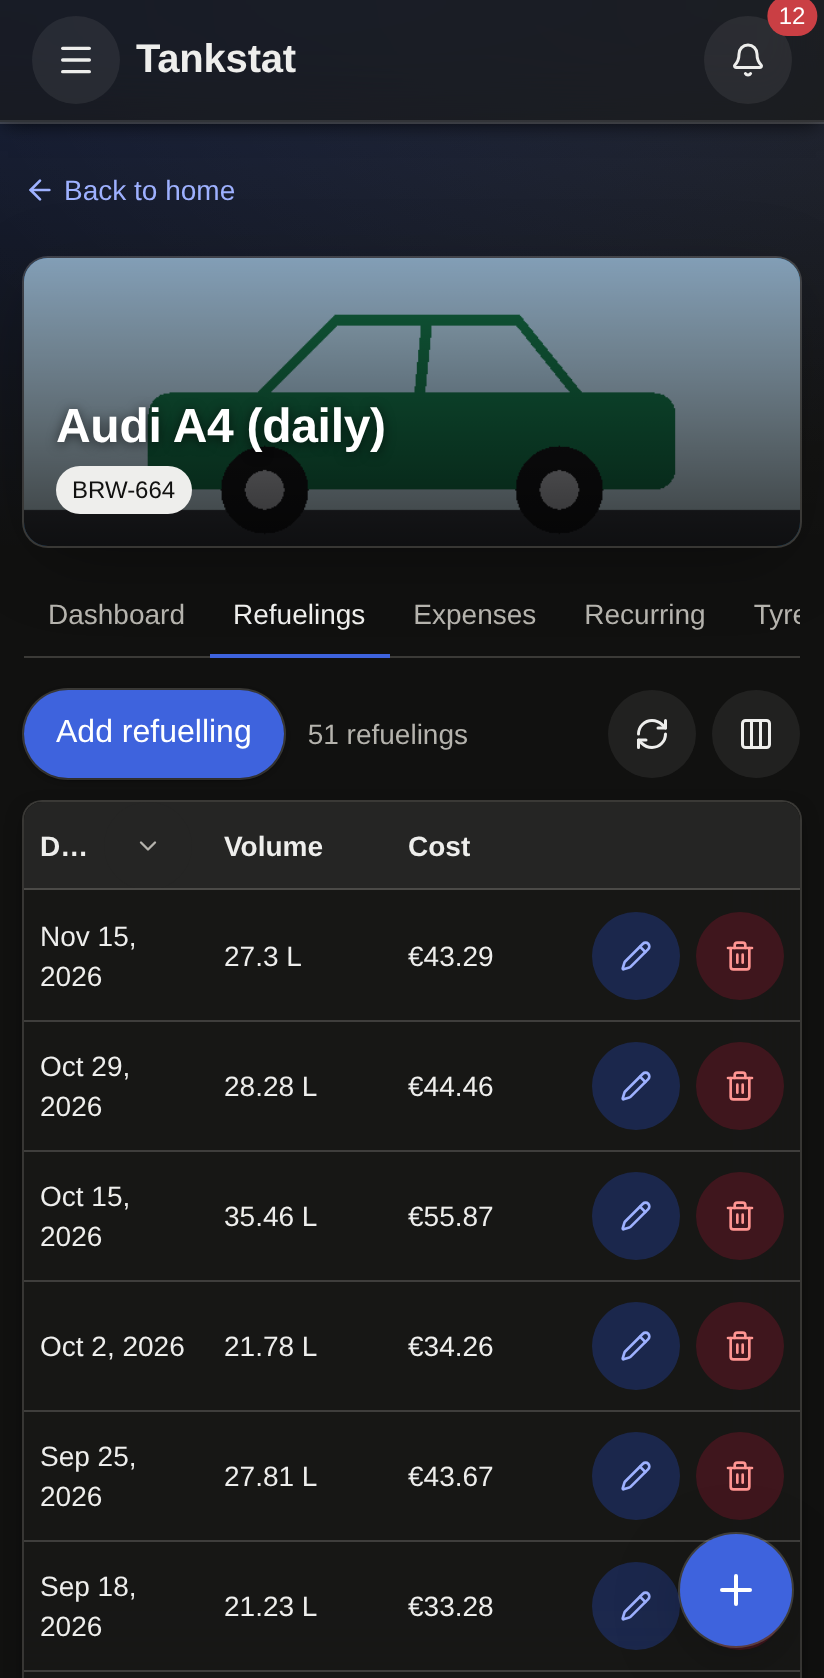 Tankstat
12
Back to home
Audi A4 (daily)
BRW-664
Dashboard Refuelings Expenses Recurring Tyre
Add refuelling 51 refuelings
D... Volume Cost
Nov 15, 2026 27.3 L €43.29
Oct 29, 2026 28.28 L €44.46
Oct 15, 2026 35.46 L €55.87
Oct 2, 2026 21.78 L €34.26
Sep 25, 2026 27.81 L €43.67
Sep 18, 2026 21.23 L €33.28